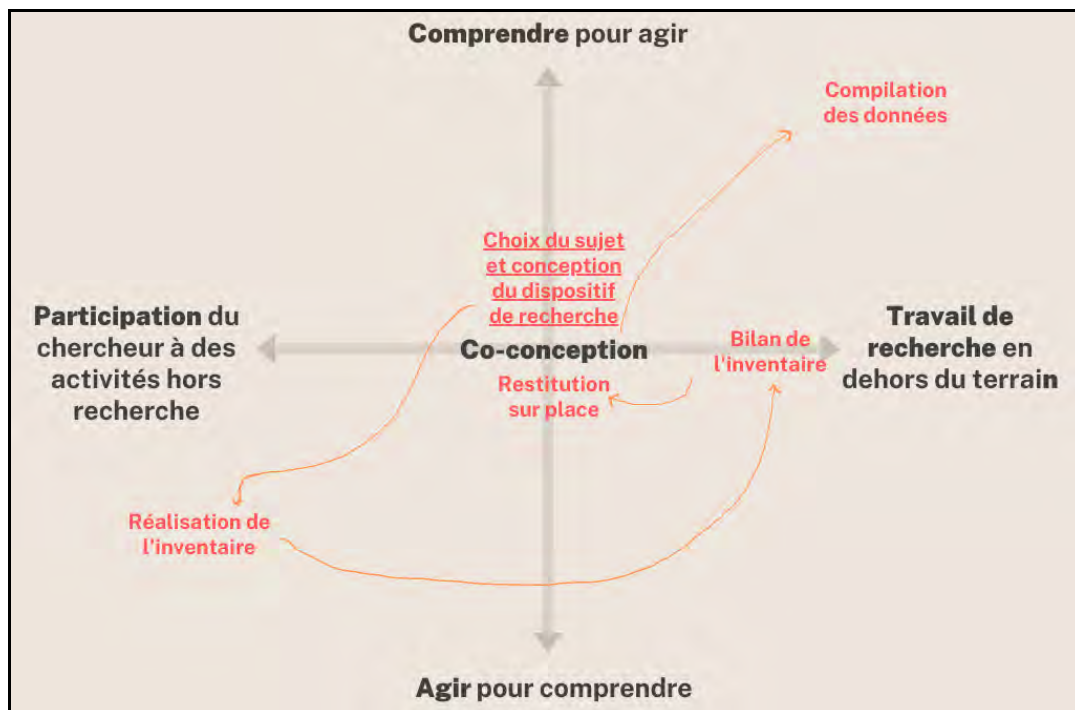 Comprendre pour agir
Compilation
des données
Choix du sujet
et conception
du dispositif
de recherche
Participation du
chercheur à des
activités hors
recherche
Co-conception
Restitution
sur place
Bilan de
l'inventaire
Travail de
recherche en
dehors du terrain
Réalisation de
l'inventaire
Agir pour comprendre